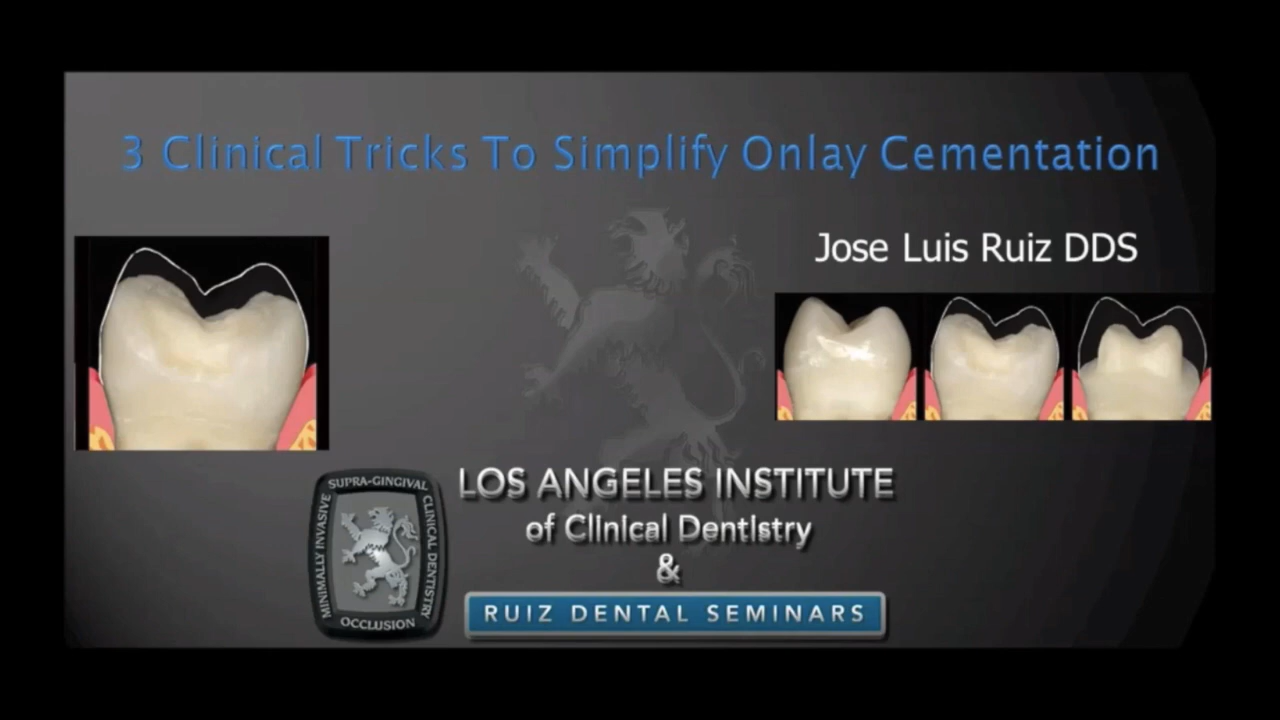 3 Clinical Tricks To Simplify Onlay Cementation
Jose Luis Ruiz DDS
SUPRA-GINGIVAL
MINIMALLY INVASIVE
CLINICAL DENTISTRY
OCCLUSION
LOS ANGELES INSTITUTE
of Clinical Dentistry
&
RUIZ DENTAL SEMINARS